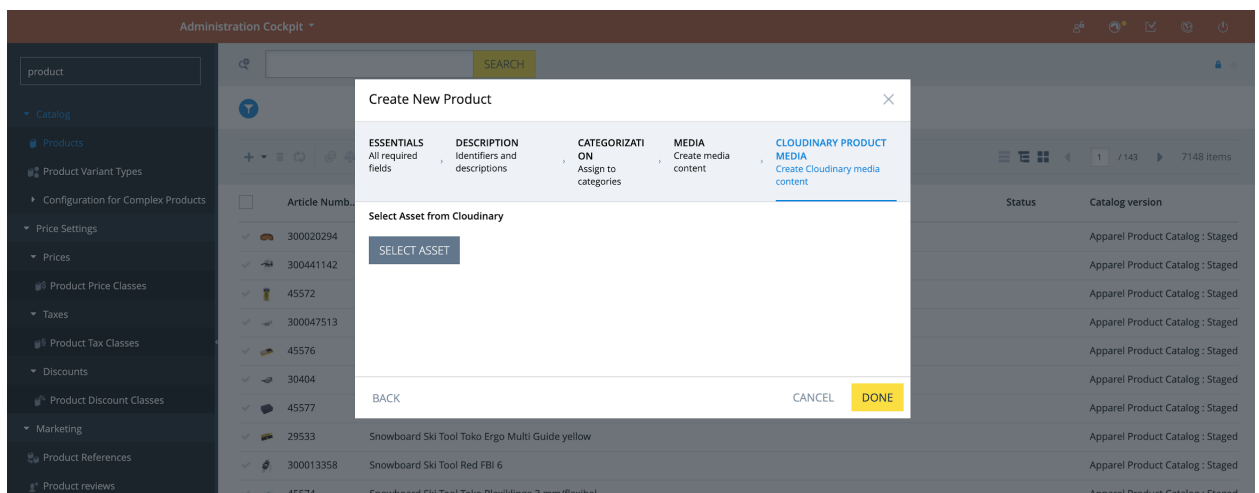 Administration Cockpit
product
SEARCH
Catalog
Products
Product Variant Types
Configuration for Complex Products
Price Settings
Prices
Product Price Classes
Taxes
Product Tax Classes
Discounts
Product Discount Classes
Marketing
Product References
Product reviews
Create New Product
ESSENTIALS
All required
fields
DESCRIPTION
Identifiers and
descriptions
CATEGORIZATI
ON
Assign to
categories
MEDIA
Create media
content
CLOUDINARY PRODUCT
MEDIA
Create Cloudinary media
content
Select Asset from Cloudinary
SELECT ASSET
BACK
CANCEL
DONE
1 / 143 7148 items
Article Numb... Status Catalog version
300020294 Apparel Product Catalog : Staged
300441142 Apparel Product Catalog : Staged
45572 Apparel Product Catalog : Staged
300047513 Apparel Product Catalog : Staged
45576 Apparel Product Catalog : Staged
30404 Apparel Product Catalog : Staged
45577 Apparel Product Catalog : Staged
29533 Snowboard Ski Tool Toko Ergo Multi Guide yellow Apparel Product Catalog : Staged
300013358 Snowboard Ski Tool Red FBI 6 Apparel Product Catalog : Staged